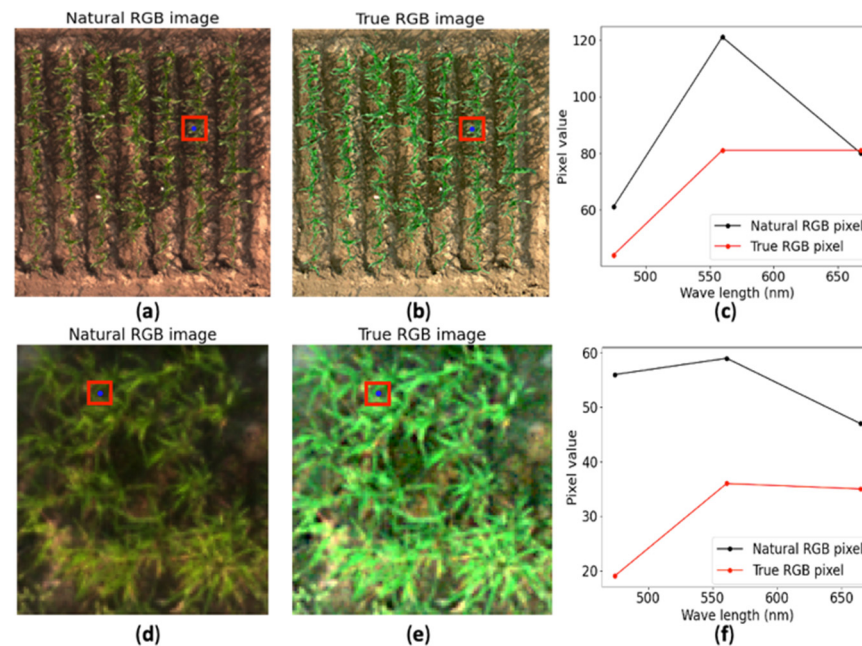 Natural RGB image
True RGB image
120
100
80
60
Pixel value
Natural RGB pixel
True RGB pixel
500
550
600
650
Wave length (nm)
(a)
(b)
(c)
Natural RGB image
True RGB image
60
50
40
30
20
Pixel value
Natural RGB pixel
True RGB pixel
500
550
600
650
Wave length (nm)
(d)
(e)
(f)